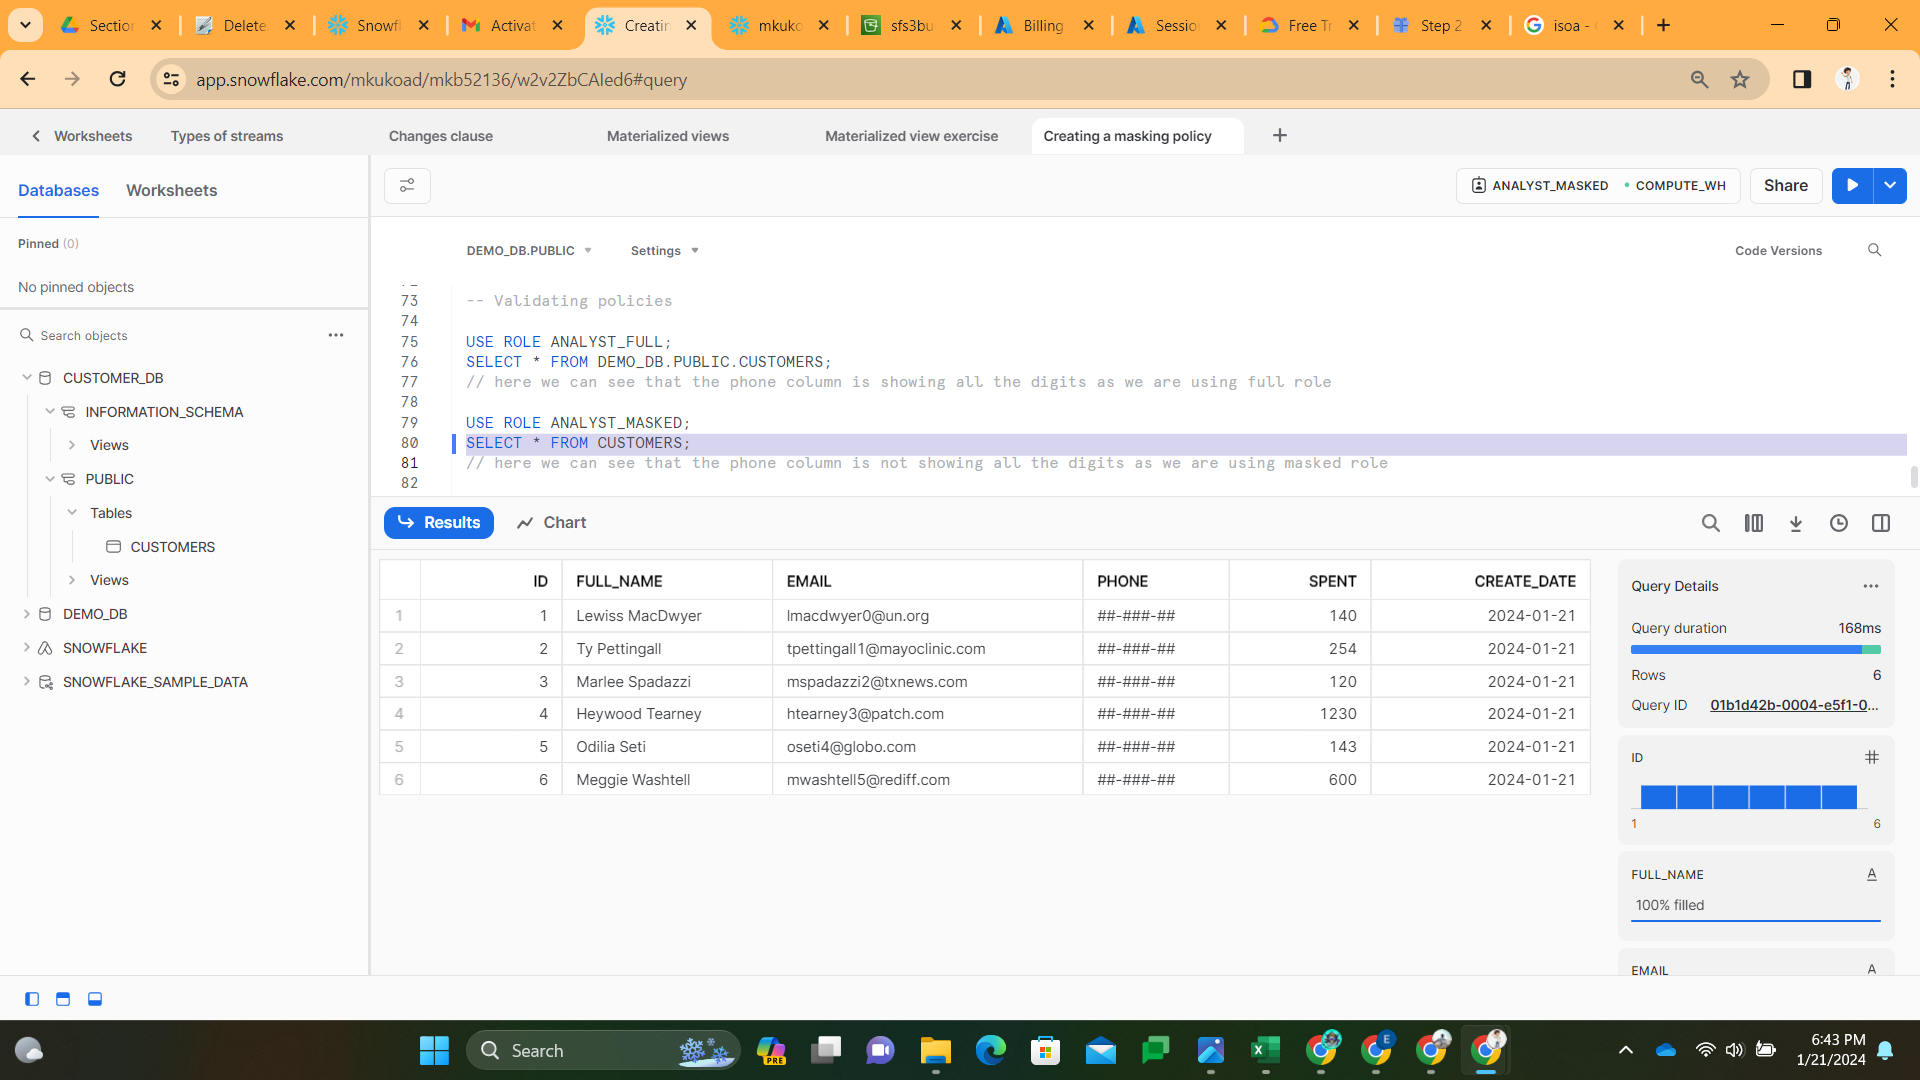 Section
Delete
Snowfl
Activat
Creatin
mkuko
sfs3bu
Billing
Sessio
Free Tr
Step 2
isoa -
app.snowflake.com/mkukoad/mkb52136/w2v2ZbCAIed6#query
Worksheets
Types of streams
Changes clause
Materialized views
Materialized view exercise
Creating a masking policy
Databases
Worksheets
ANALYST_MASKED
COMPUTE_WH
Share
Pinned (0)
No pinned objects
Search objects
CUSTOMER_DB
INFORMATION_SCHEMA
Views
PUBLIC
Tables
CUSTOMERS
Views
DEMO_DB
SNOWFLAKE
SNOWFLAKE_SAMPLE_DATA
DEMO_DB.PUBLIC
Settings
Code Versions
73 -- Validating policies
74
75 USE ROLE ANALYST_FULL;
76 SELECT * FROM DEMO_DB.PUBLIC.CUSTOMERS;
77 // here we can see that the phone column is showing all the digits as we are using full role
78
79 USE ROLE ANALYST_MASKED;
80 SELECT * FROM CUSTOMERS;
81 // here we can see that the phone column is not showing all the digits as we are using masked role
82
Results
Chart
ID FULL_NAME EMAIL PHONE SPENT CREATE_DATE
1 1 Lewiss MacDwyer lmacdwyer0@un.org ##-###-## 140 2024-01-21
2 2 Ty Pettingall tpettingall1@mayoclinic.com ##-###-## 254 2024-01-21
3 3 Marlee Spadazzi mspadazzi2@txnews.com ##-###-## 120 2024-01-21
4 4 Heywood Tearney htearney3@patch.com ##-###-## 1230 2024-01-21
5 5 Odilia Seti oseti4@globo.com ##-###-## 143 2024-01-21
6 6 Meggie Washtell mwashtell5@rediff.com ##-###-## 600 2024-01-21
Query Details
Query duration 168ms
Rows 6
Query ID 01b1d42b-0004-e5f1-0...
ID
1 6
FULL_NAME
100% filled
EMAIL
Search
PRE
6:43 PM
1/21/2024